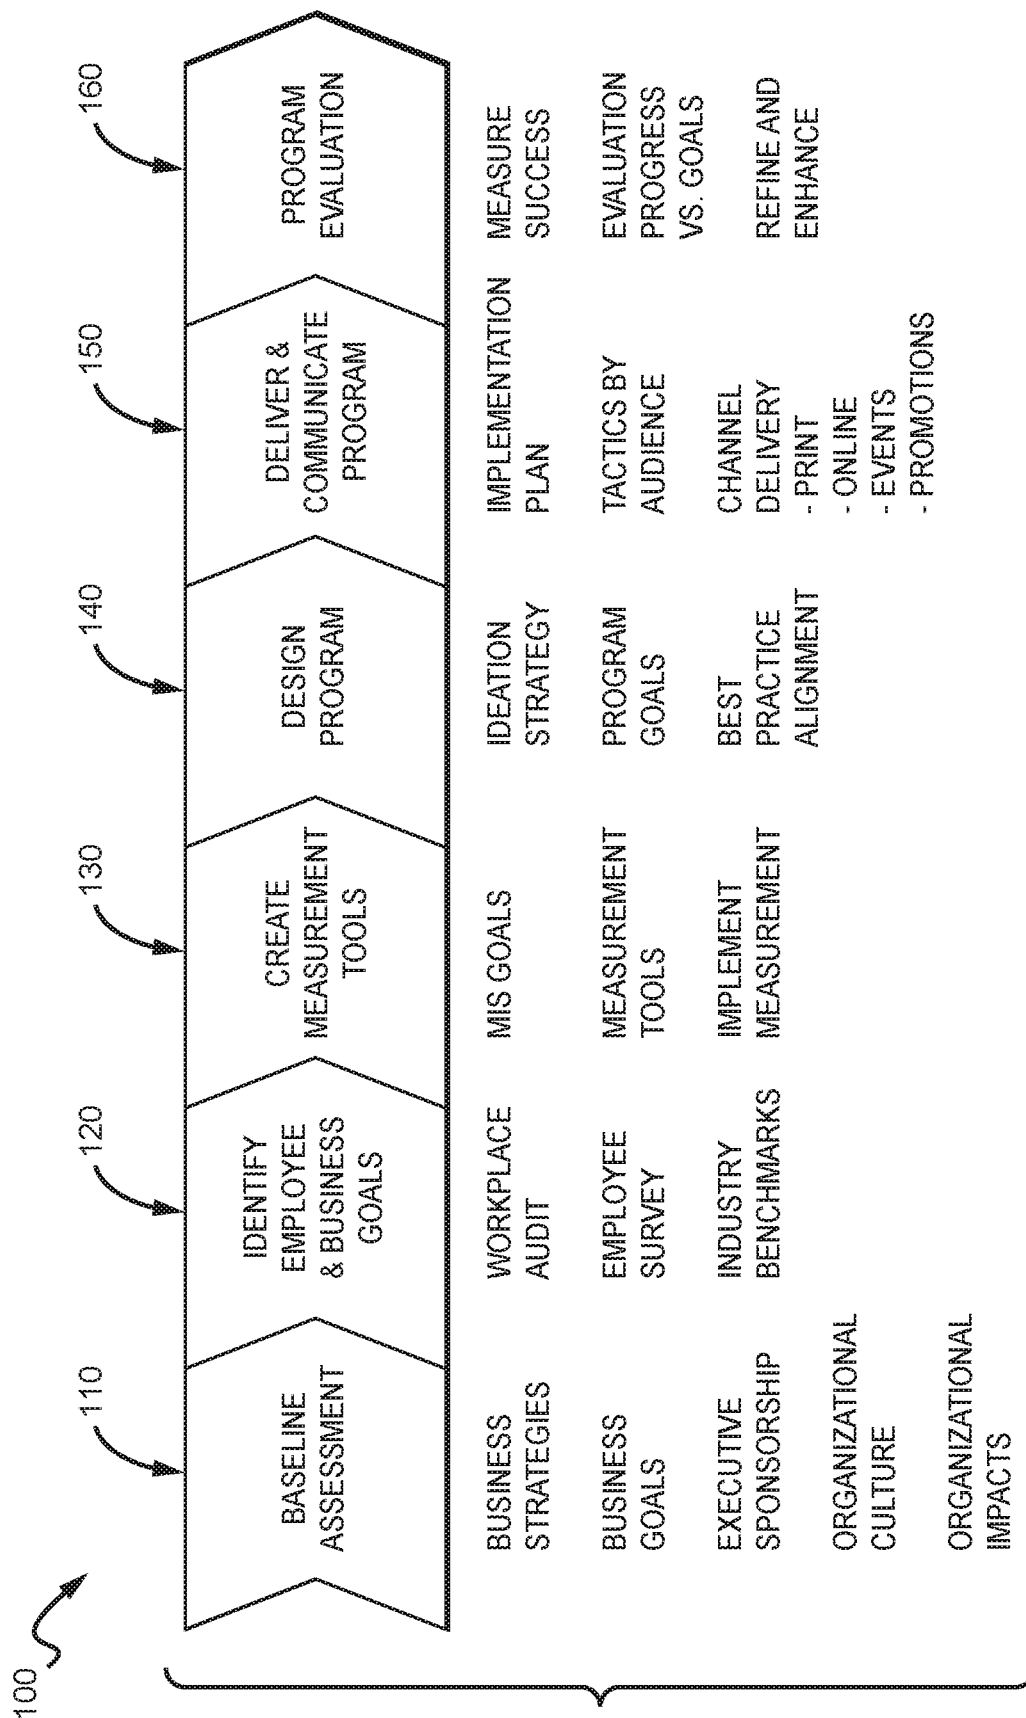 100
110
120
130
140
150
160
BASELINE
ASSESSMENT
IDENTIFY
EMPLOYEE
& BUSINESS
GOALS
CREATE
MEASUREMENT
TOOLS
DESIGN
PROGRAM
DELIVER &
COMMUNICATE
PROGRAM
PROGRAM
EVALUATION
BUSINESS
STRATEGIES
BUSINESS
GOALS
EXECUTIVE
SPONSORSHIP
ORGANIZATIONAL
CULTURE
ORGANIZATIONAL
IMPACTS
WORKPLACE
AUDIT
EMPLOYEE
SURVEY
INDUSTRY
BENCHMARKS
MIS GOALS
MEASUREMENT
TOOLS
IMPLEMENT
MEASUREMENT
IDEATION
STRATEGY
PROGRAM
GOALS
BEST
PRACTICE
ALIGNMENT
IMPLEMENTATION
PLAN
TACTICS BY
AUDIENCE
CHANNEL
DELIVERY
- PRINT
- ONLINE
- EVENTS
- PROMOTIONS
MEASURE
SUCCESS
EVALUATION
PROGRESS
VS. GOALS
REFINE AND
ENHANCE